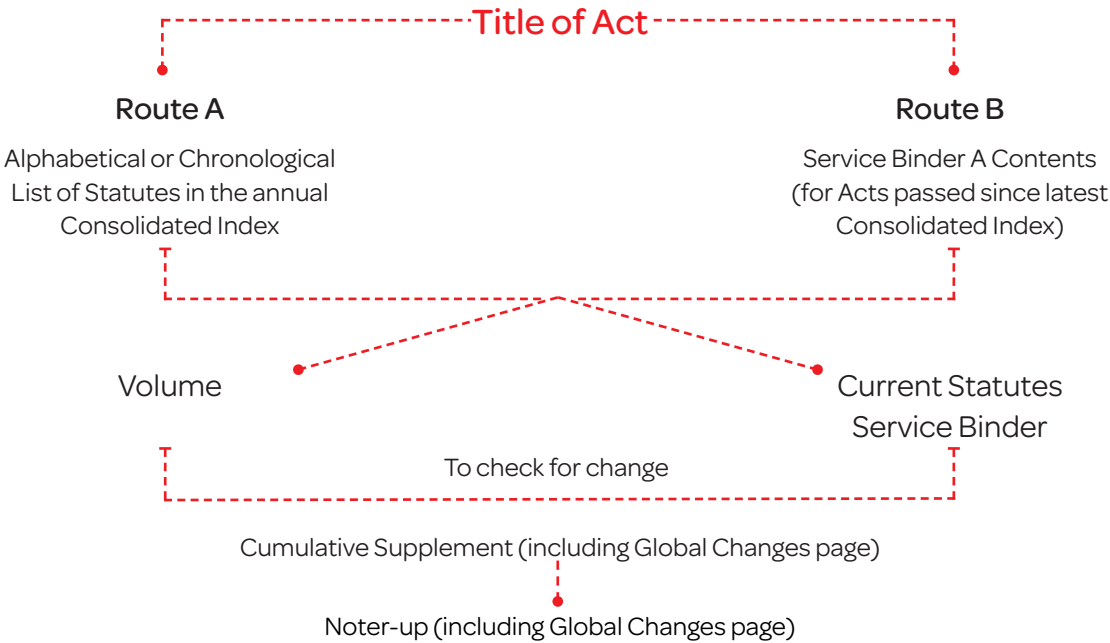 Title of Act
Route A
Alphabetical or Chronological
List of Statutes in the annual
Consolidated Index
Route B
Service Binder A Contents
(for Acts passed since latest
Consolidated Index)
Volume
Current Statutes
Service Binder
To check for change
Cumulative Supplement (including Global Changes page)
Noter-up (including Global Changes page)